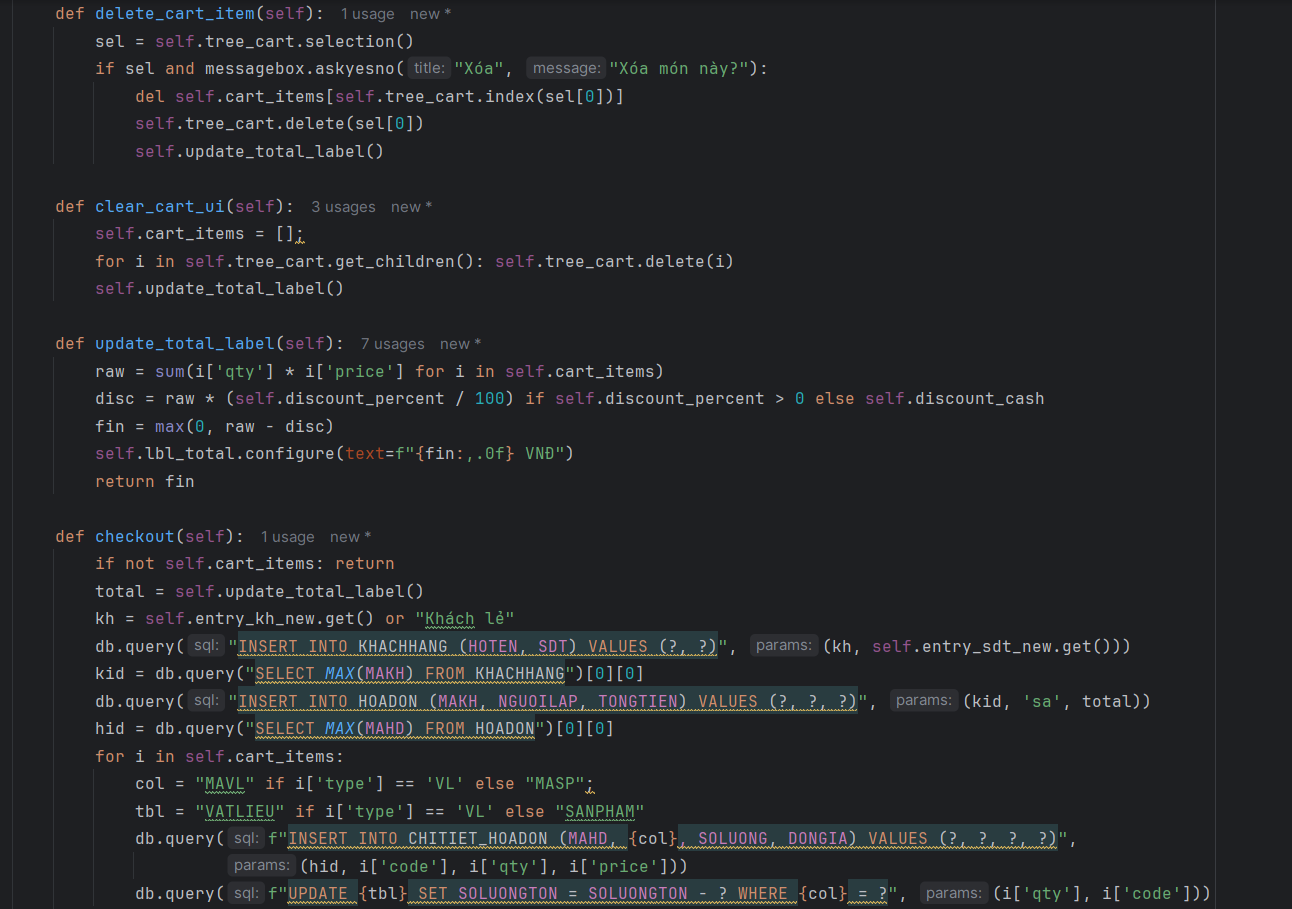 def delete_cart_item(self): 1 usage new *
sel = self.tree_cart.selection()
if sel and messagebox.askyesno( title: "Xóa", message: "Xóa món này?"):
del self.cart_items[self.tree_cart.index(sel[0])]
self.tree_cart.delete(sel[0])
self.update_total_label()
def clear_cart_ui(self): 3 usages new *
self.cart_items = [];
for i in self.tree_cart.get_children(): self.tree_cart.delete(i)
self.update_total_label()
def update_total_label(self): 7 usages new *
raw = sum(i['qty'] * i['price'] for i in self.cart_items)
disc = raw * (self.discount_percent / 100) if self.discount_percent > 0 else self.discount_cash
fin = max(0, raw - disc)
self.lbl_total.configure(text=f"{fin:,.0f} VNĐ")
return fin
def checkout(self): 1 usage new *
if not self.cart_items: return
total = self.update_total_label()
kh = self.entry_kh_new.get() or "Khách lẻ"
db.query( sql: "INSERT INTO KHACHHANG (HOTEN, SDT) VALUES (?, ?)", params: (kh, self.entry_sdt_new.get()))
kid = db.query("SELECT MAX(MAKH) FROM KHACHHANG")[0][0]
db.query( sql: "INSERT INTO HOADON (MAKH, NGUOILAP, TONGTIEN) VALUES (?, ?, ?)", params: (kid, 'sa', total))
hid = db.query("SELECT MAX(MAHD) FROM HOADON")[0][0]
for i in self.cart_items:
col = "MAVL" if i['type'] == 'VL' else "MASP";
tbl = "VATLIEU" if i['type'] == 'VL' else "SANPHAM"
db.query( sql: f"INSERT INTO CHITIET_HOADON (MAHD, {col}, SOLUONG, DONGIA) VALUES (?, ?, ?, ?)",
params: (hid, i['code'], i['qty'], i['price']))
db.query( sql: f"UPDATE {tbl} SET SOLUONGTON = SOLUONGTON - ? WHERE {col} = ?", params: (i['qty'], i['code']))